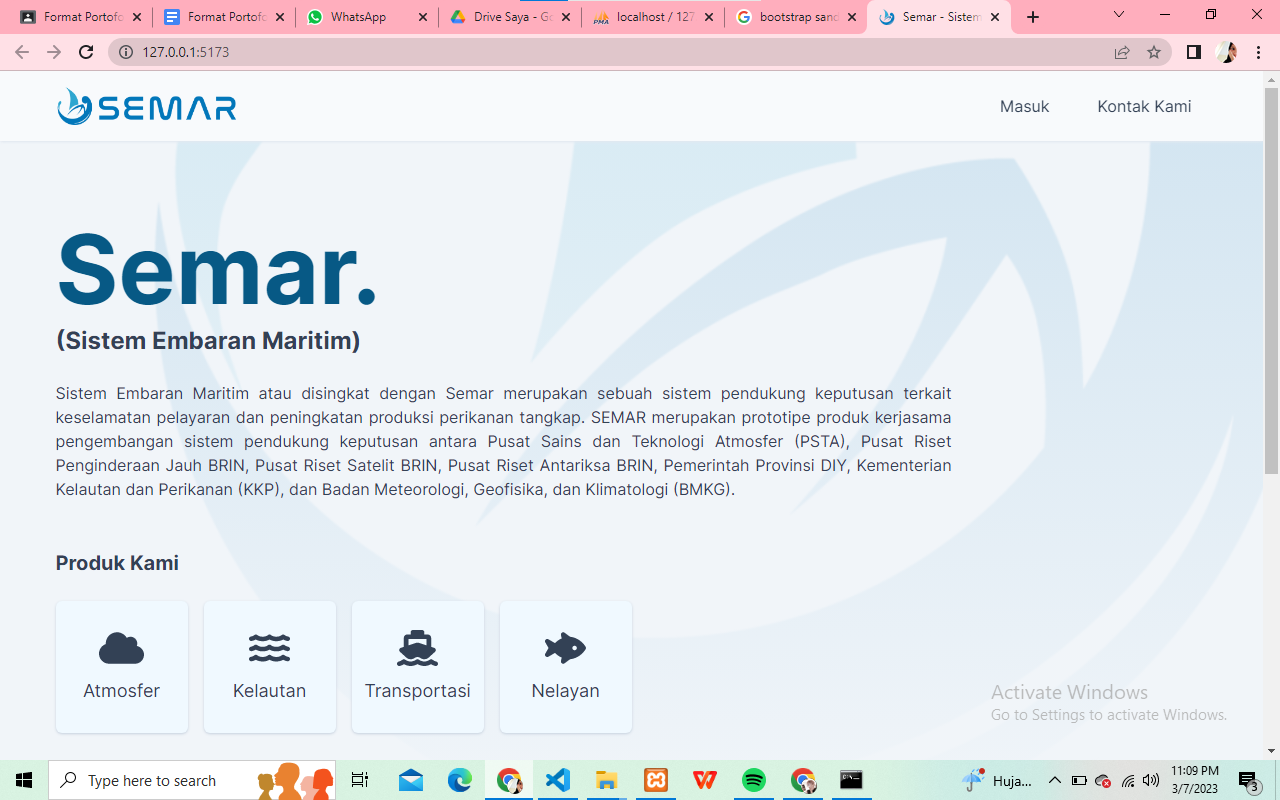 Format Portofo
Format Portofo
WhatsApp
Drive Saya - Go
localhost / 127
bootstrap sand
Semar - Sistem
127.0.0.1:5173
SEMAR
Masuk
Kontak Kami
Semar.
(Sistem Embaran Maritim)
Sistem Embaran Maritim atau disingkat dengan Semar merupakan sebuah sistem pendukung keputusan terkait
keselamatan pelayaran dan peningkatan produksi perikanan tangkap. SEMAR merupakan prototipe produk kerjasama
pengembangan sistem pendukung keputusan antara Pusat Sains dan Teknologi Atmosfer (PSTA), Pusat Riset
Penginderaan Jauh BRIN, Pusat Riset Satelit BRIN, Pusat Riset Antariksa BRIN, Pemerintah Provinsi DIY, Kementerian
Kelautan dan Perikanan (KKP), dan Badan Meteorologi, Geofisika, dan Klimatologi (BMKG).
Produk Kami
Atmosfer
Kelautan
Transportasi
Nelayan
Activate Windows
Go to Settings to activate Windows.
Type here to search
Huja...
11:09 PM
3/7/2023
3